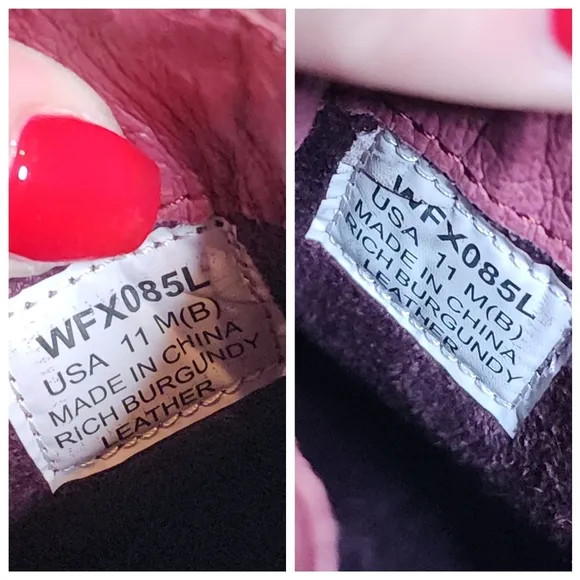 WFX085L
USA 11 M(B)
MADE IN CHINA
RICH BURGUNDY
LEATHER
WFX085L
USA 11 M(B)
MADE IN CHINA
RICH BURGUNDY
LEATHER